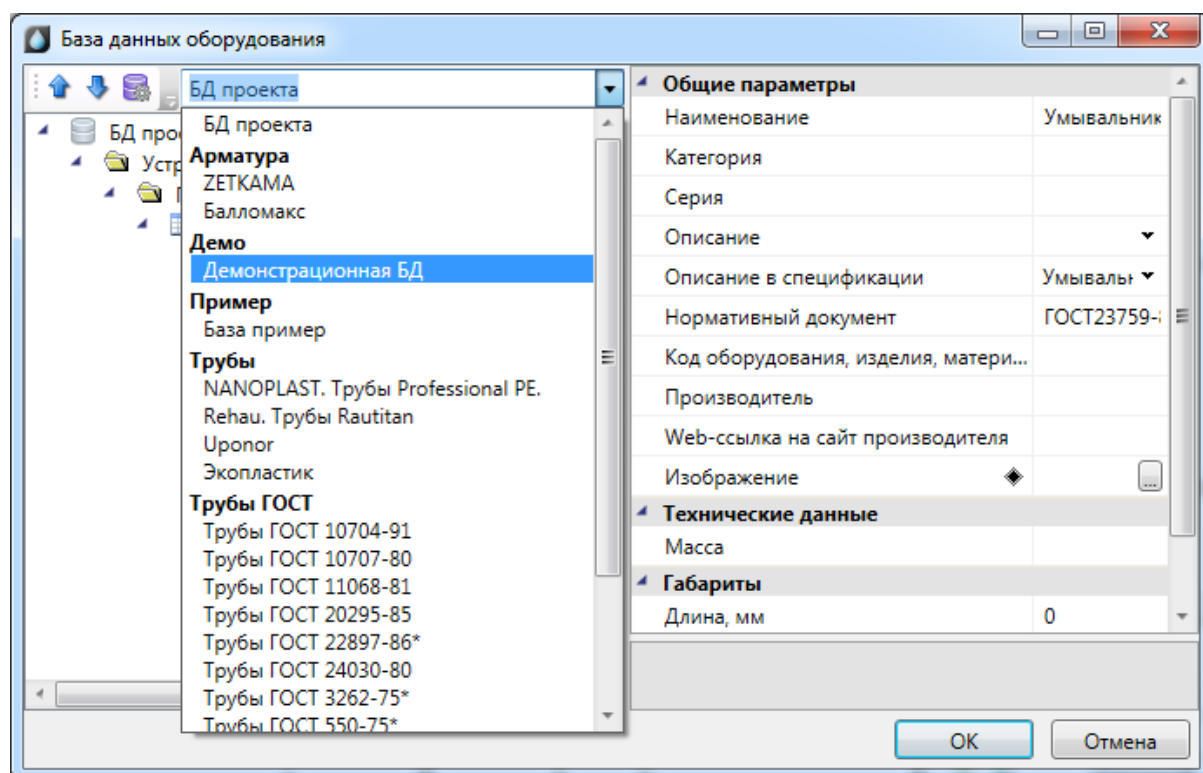 База данных оборудования
БД проекта
БД про
Устр
БД проекта
Арматура
ZETKAMA
Балломакс
Демо
Демонстрационная БД
Пример
База пример
Трубы
NANOPLAST. Трубы Professional PE.
Rehau. Трубы Rautitan
Uponor
Экопластик
Трубы ГОСТ
Трубы ГОСТ 10704-91
Трубы ГОСТ 10707-80
Трубы ГОСТ 11068-81
Трубы ГОСТ 20295-85
Трубы ГОСТ 22897-86*
Трубы ГОСТ 24030-80
Трубы ГОСТ 3262-75*
Трубы ГОСТ 550-75*
Общие параметры
Наименование Умывальник
Категория
Серия
Описание
Описание в спецификации Умывальн
Нормативный документ ГОСТ23759-
Код оборудования, изделия, матери...
Производитель
Web-ссылка на сайт производителя
Изображение ...
Технические данные
Масса
Габариты
Длина, мм 0
OK Отмена